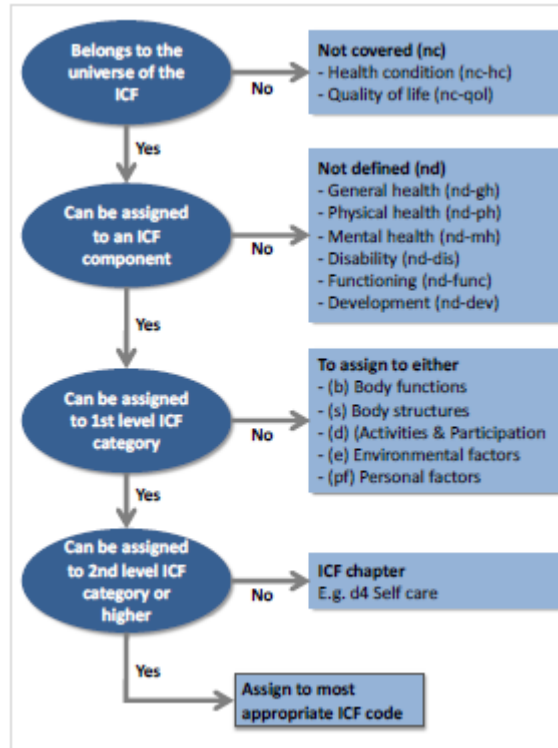 Belongs to the
universe of the
ICF
No
Not covered (nc)
- Health condition (nc-hc)
- Quality of life (nc-qol)
Yes
Can be assigned
to an ICF
component
No
Not defined (nd)
- General health (nd-gh)
- Physical health (nd-ph)
- Mental health (nd-mh)
- Disability (nd-dis)
- Functioning (nd-func)
- Development (nd-dev)
Yes
Can be assigned
to 1st level ICF
category
No
To assign to either
- (b) Body functions
- (s) Body structures
- (d) (Activities & Participation
- (e) Environmental factors
- (pf) Personal factors
Yes
Can be assigned
to 2nd level ICF
category or
higher
No
ICF chapter
E.g. d4 Self care
Yes
Assign to most
appropriate ICF code